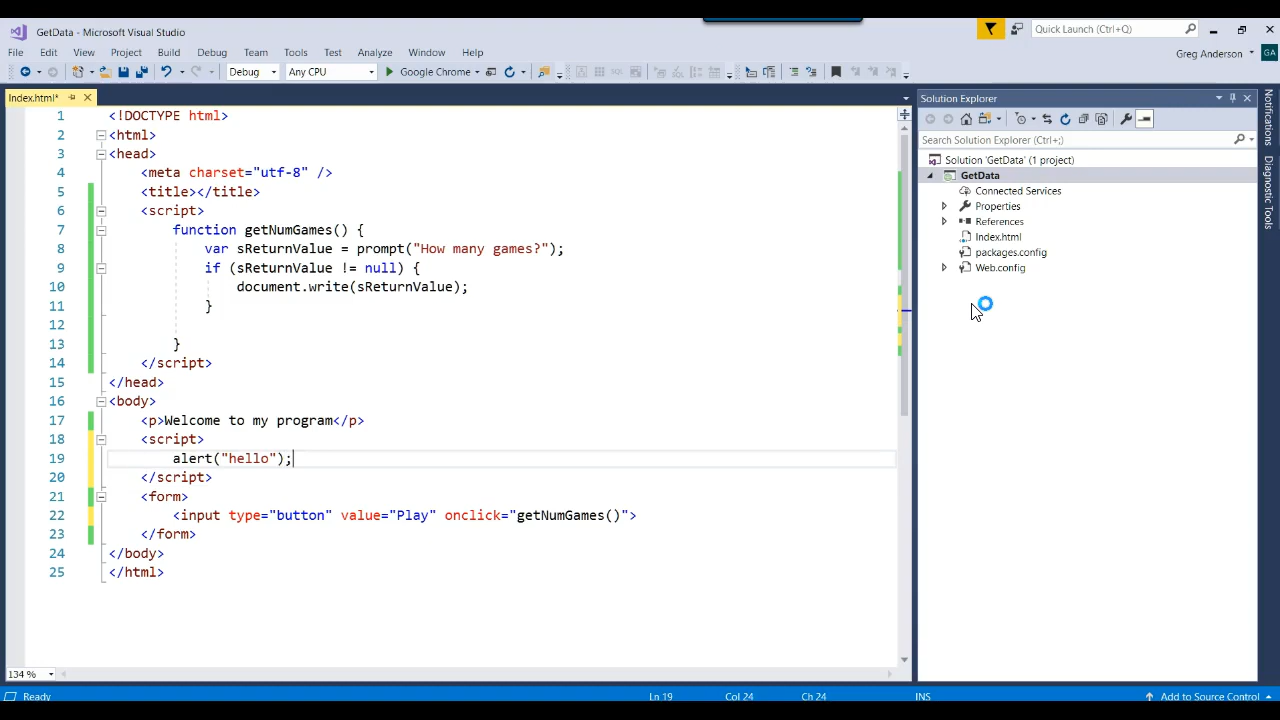 GetData - Microsoft Visual Studio
Quick Launch (Ctrl+Q)
File Edit View Project Build Debug Team Tools Test Analyze Window Help
Greg Anderson GA
Debug Any CPU Google Chrome
Index.html*
1 <!DOCTYPE html>
2 <html>
3 <head>
4 <meta charset="utf-8" />
5 <title></title>
6 <script>
7 function getNumGames() {
8 var sReturnValue = prompt("How many games?");
9 if (sReturnValue != null) {
10 document.write(sReturnValue);
11 }
12
13 }
14 </script>
15 </head>
16 <body>
17 <p>Welcome to my program</p>
18 <script>
19 alert("hello");
20 </script>
21 <form>
22 <input type="button" value="Play" onclick="getNumGames()">
23 </form>
24 </body>
25 </html>
134 %
Solution Explorer
Search Solution Explorer (Ctrl+;)
Solution 'GetData' (1 project)
GetData
Connected Services
Properties
References
Index.html
packages.config
Web.config
Notifications
Diagnostic Tools
Ready Ln 19 Col 24 Ch 24 INS Add to Source Control